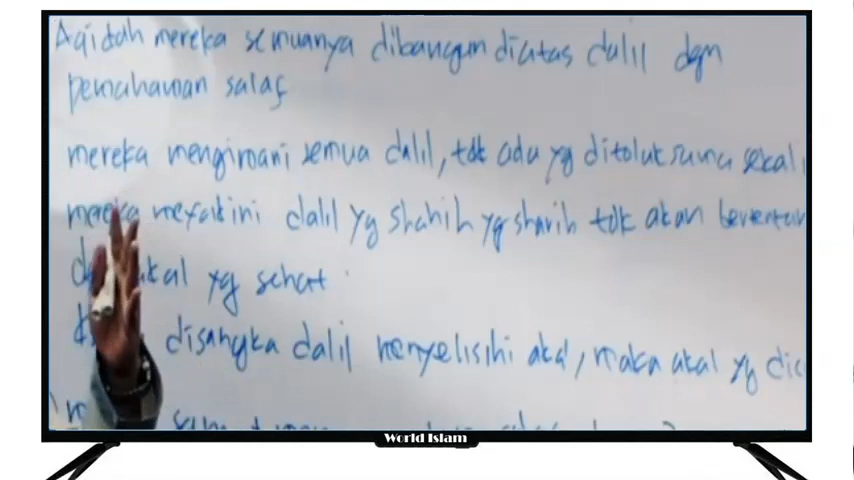 Aqidah mereka semuanya dibangun diatas dalil dgn
pemahaman salaf
mereka mengimani semua dalil, tdk ada yg ditolak sama sekali
mereka meyakini dalil yg shahih yg sharih tdk akan bertentan
akal yg sehat
disangka dalil menyelisihi akal, maka akal yg dic
World Islam